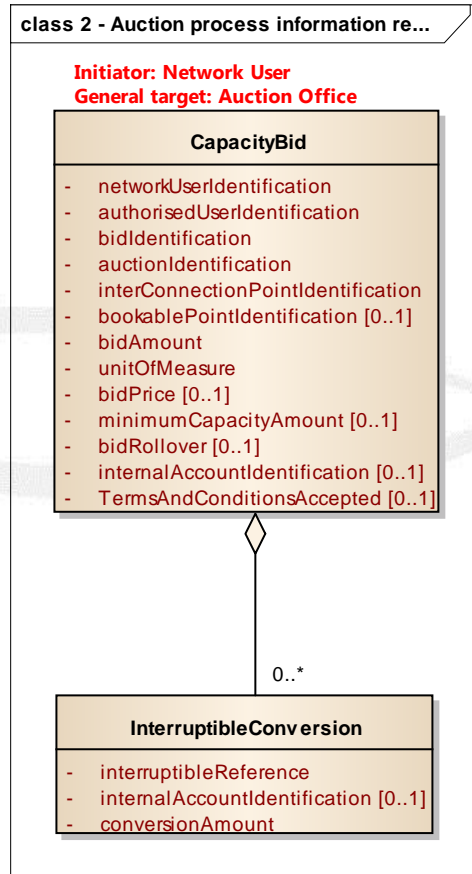 class 2 - Auction process information re...
Initiator: Network User
General target: Auction Office
CapacityBid
- networkUserIdentification
- authorisedUserIdentification
- bidIdentification
- auctionIdentification
- interConnectionPointIdentification
- bookablePointIdentification [0..1]
- bidAmount
- unitOfMeasure
- bidPrice [0..1]
- minimumCapacityAmount [0..1]
- bidRollover [0..1]
- internalAccountIdentification [0..1]
- TermsAndConditionsAccepted [0..1]
0..*
InterruptibleConversion
- interruptibleReference
- internalAccountIdentification [0..1]
- conversionAmount